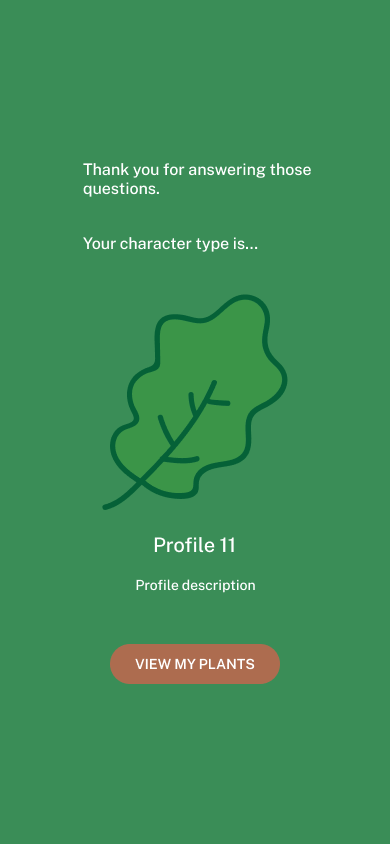 Thank you for answering those
questions.
Your character type is...
Profile 11
Profile description
VIEW MY PLANTS